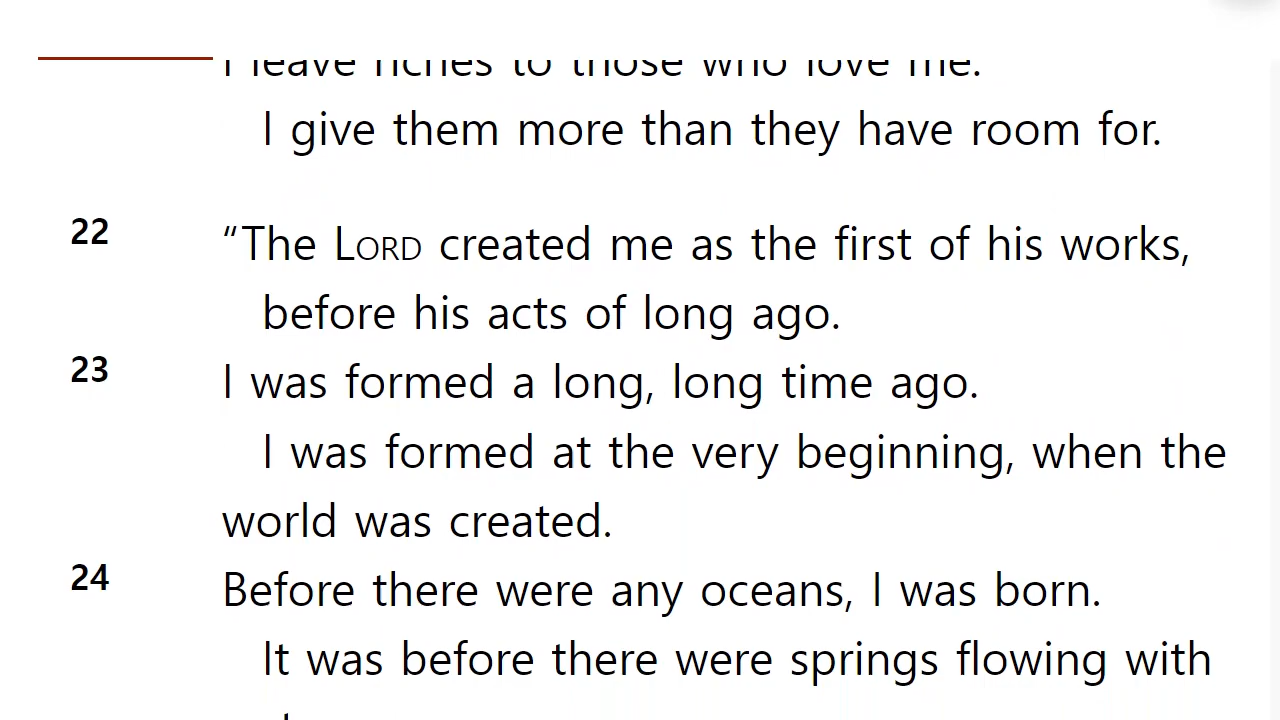 I leave riches to those who love me.
I give them more than they have room for.
22 “The LORD created me as the first of his works,
before his acts of long ago.
23 I was formed a long, long time ago.
I was formed at the very beginning, when the
world was created.
24 Before there were any oceans, I was born.
It was before there were springs flowing with